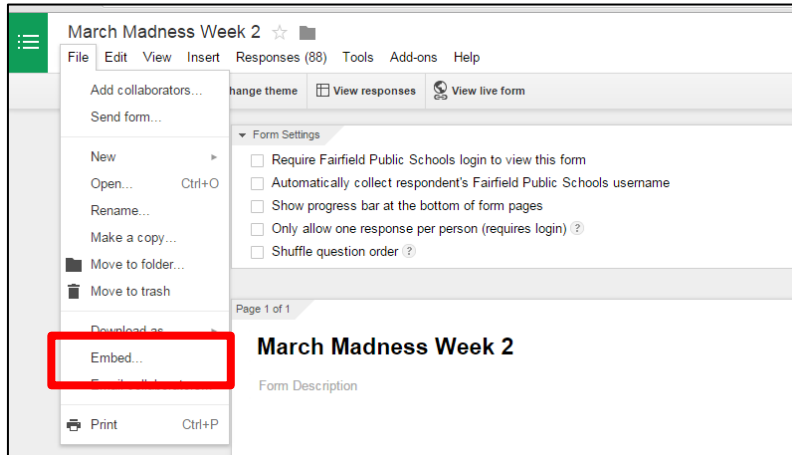 March Madness Week 2
File Edit View Insert Responses (88) Tools Add-ons Help
hange theme View responses View live form
Add collaborators...
Send form...
New
Open... Ctrl+O
Rename...
Make a copy...
Move to folder...
Move to trash
Download as
Embed...
Print Ctrl+P
Form Settings
Require Fairfield Public Schools login to view this form
Automatically collect respondent's Fairfield Public Schools username
Show progress bar at the bottom of form pages
Only allow one response per person (requires login) ?
Shuffle question order ?
Page 1 of 1
March Madness Week 2
Form Description